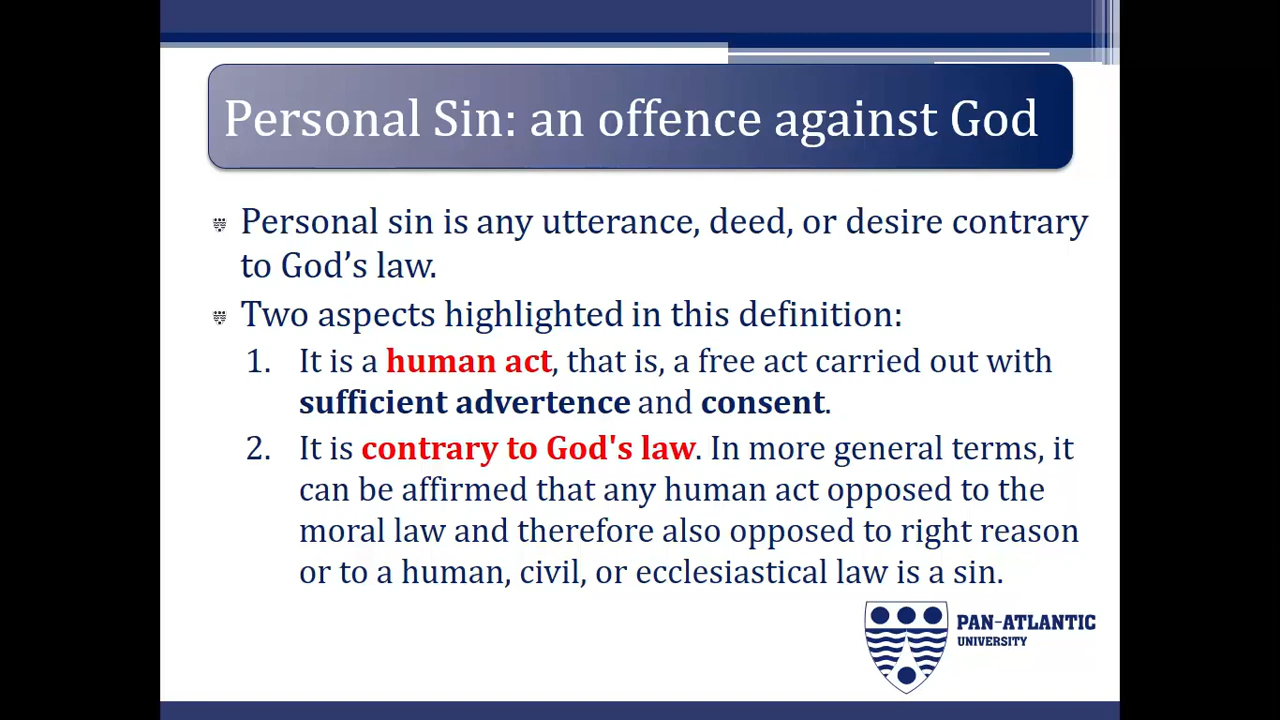 Personal Sin: an offence against God
Personal sin is any utterance, deed, or desire contrary
to God’s law.
Two aspects highlighted in this definition:
1. It is a human act, that is, a free act carried out with
sufficient advertence and consent.
2. It is contrary to God's law. In more general terms, it
can be affirmed that any human act opposed to the
moral law and therefore also opposed to right reason
or to a human, civil, or ecclesiastical law is a sin.
PAN-ATLANTIC
UNIVERSITY